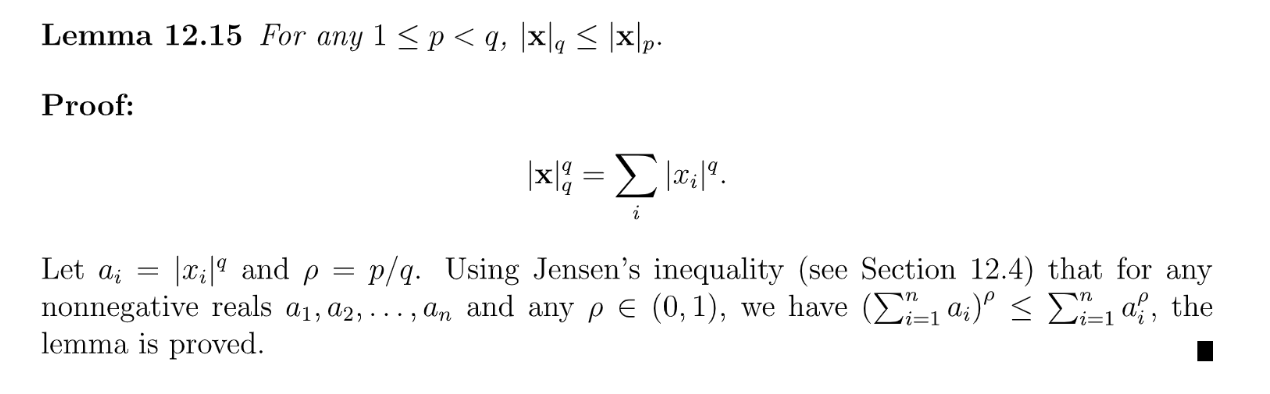 Lemma 12.15 For any 1 ≤ p < q, |x|_q ≤ |x|_p.
Proof:
|x|_q^q = ∑_i |x_i|^q.
Let a_i = |x_i|^q and ρ = p/q. Using Jensen's inequality (see Section 12.4) that for any
nonnegative reals a_1, a_2, . . . , a_n and any ρ ∈ (0, 1), we have (∑_{i=1}^n a_i)^ρ ≤ ∑_{i=1}^n a_i^ρ, the
lemma is proved.
■